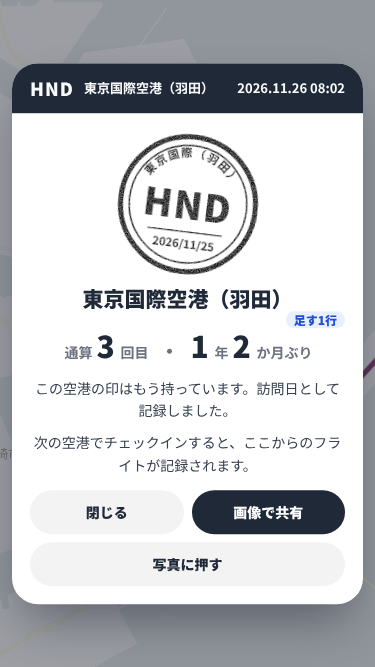 HND 東京国際空港（羽田） 2026.11.26 08:02
東京国際（羽田）
HND
2026/11/25
東京国際空港（羽田）
足す1行
通算 3 回目 ・ 1 年 2 か月ぶり
この空港の印はもう持っています。訪問日として
記録しました。
次の空港でチェックインすると、ここからのフラ
イトが記録されます。
閉じる 画像で共有
写真に押す